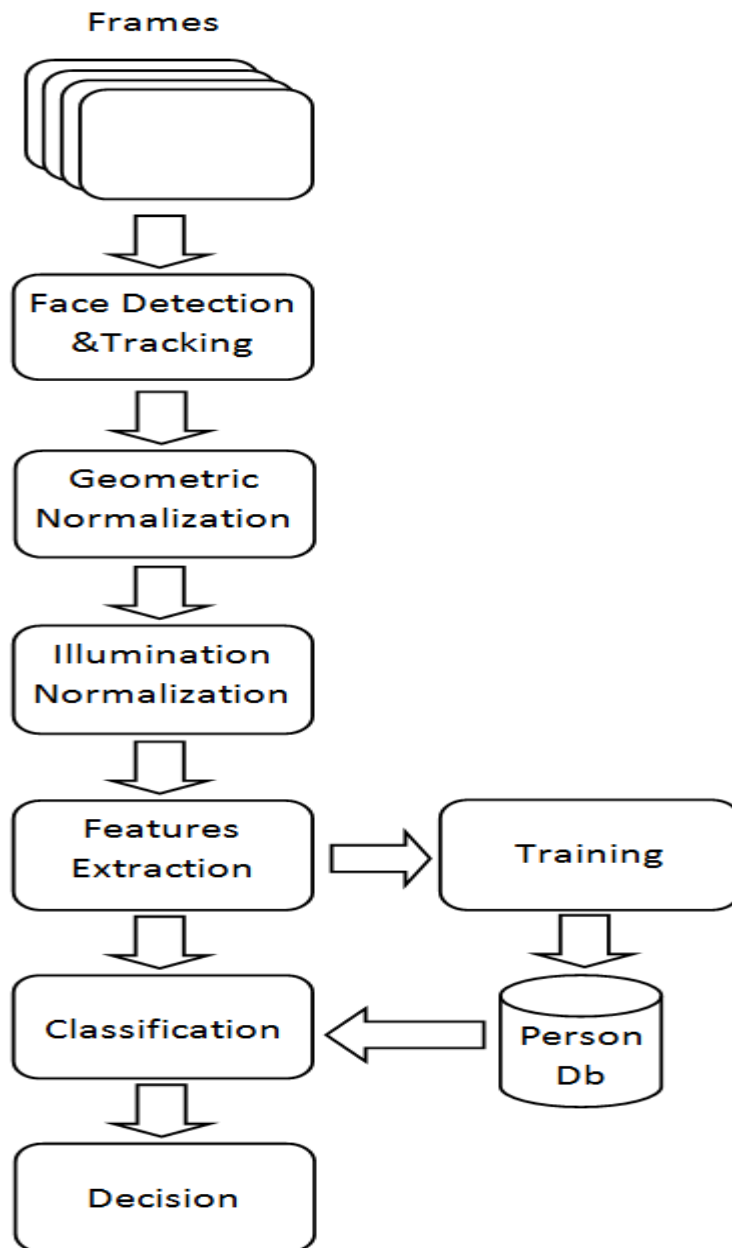 Frames
Face Detection
&Tracking
Geometric
Normalization
Illumination
Normalization
Features
Extraction
Training
Classification
Person
Db
Decision